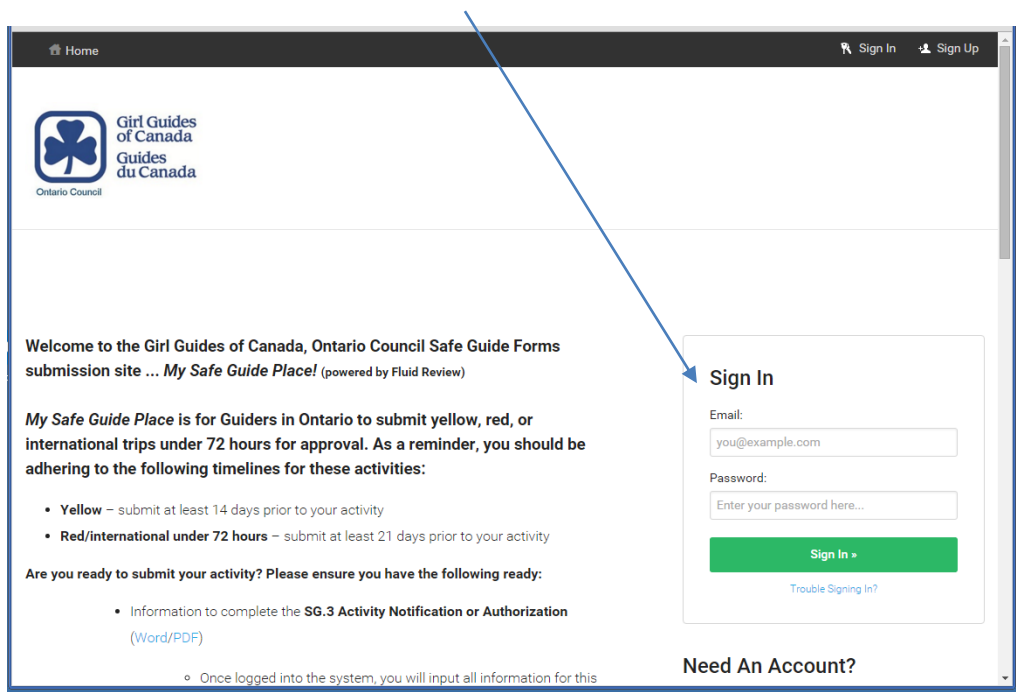 Home
Sign In
Sign Up
Girl Guides
of Canada
Guides
du Canada
Ontario Council
Welcome to the Girl Guides of Canada, Ontario Council Safe Guide Forms
submission site ... My Safe Guide Place! (powered by Fluid Review)
My Safe Guide Place is for Guiders in Ontario to submit yellow, red, or
international trips under 72 hours for approval. As a reminder, you should be
adhering to the following timelines for these activities:
• Yellow – submit at least 14 days prior to your activity
• Red/international under 72 hours – submit at least 21 days prior to your activity
Are you ready to submit your activity? Please ensure you have the following ready:
• Information to complete the SG.3 Activity Notification or Authorization
(Word/PDF)
◦ Once logged into the system, you will input all information for this
Sign In
Email:
you@example.com
Password:
Enter your password here...
Sign In »
Trouble Signing In?
Need An Account?